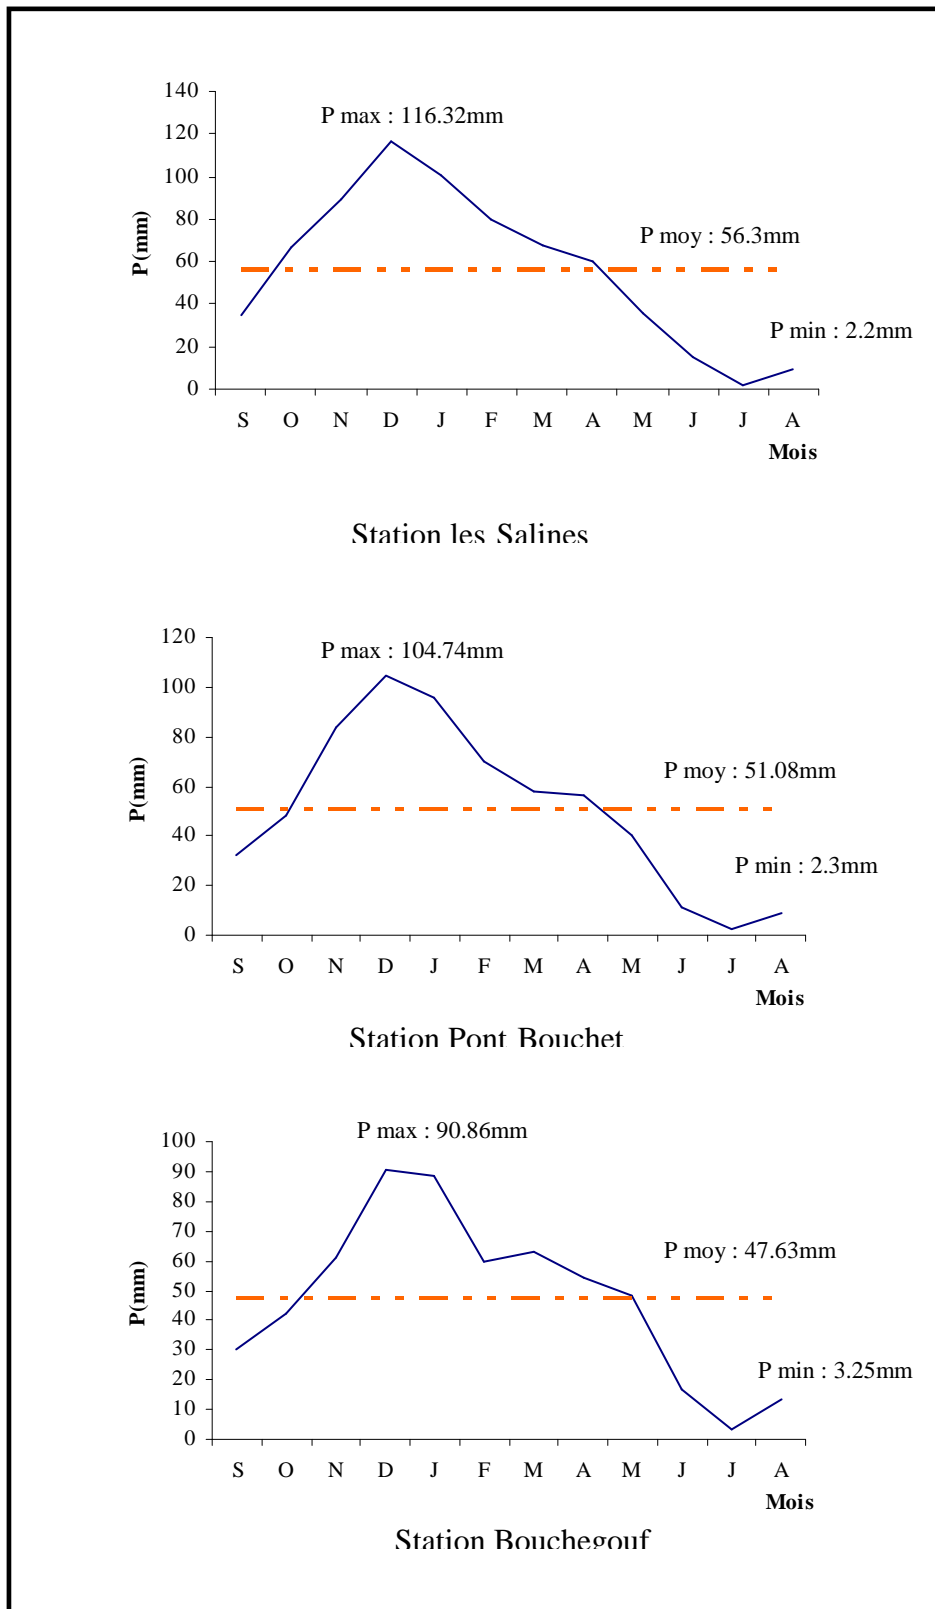 140
P max : 116.32mm
120
100
80
P moy : 56.3mm
P(mm)
60
40
P min : 2.2mm
20
0
S O N D J F M A M J J A
Mois
Station les Salines
120
P max : 104.74mm
100
80
P moy : 51.08mm
P(mm)
60
40
P min : 2.3mm
20
0
S O N D J F M A M J J A
Mois
Station Pont Bouchet
P max : 90.86mm
100
90
80
70
P moy : 47.63mm
60
P(mm)
50
40
30
P min : 3.25mm
20
10
0
S O N D J F M A M J J A
Mois
Station Bouchegouf